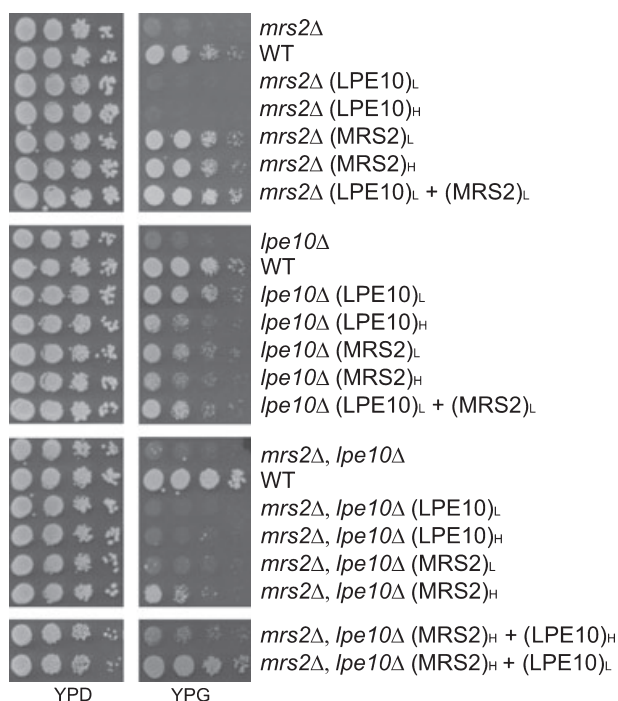 mrs2Δ
WT
mrs2Δ (LPE10)L
mrs2Δ (LPE10)H
mrs2Δ (MRS2)L
mrs2Δ (MRS2)H
mrs2Δ (LPE10)L + (MRS2)L
lpe10Δ
WT
lpe10Δ (LPE10)L
lpe10Δ (LPE10)H
lpe10Δ (MRS2)L
lpe10Δ (MRS2)H
lpe10Δ (LPE10)L + (MRS2)L
mrs2Δ, lpe10Δ
WT
mrs2Δ, lpe10Δ (LPE10)L
mrs2Δ, lpe10Δ (LPE10)H
mrs2Δ, lpe10Δ (MRS2)L
mrs2Δ, lpe10Δ (MRS2)H
mrs2Δ, lpe10Δ (MRS2)H + (LPE10)H
mrs2Δ, lpe10Δ (MRS2)H + (LPE10)L
YPD YPG